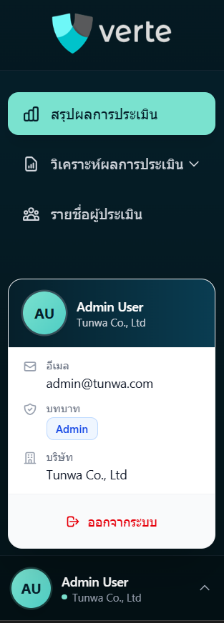 verte
สรุปผลการประเมิน
วิเคราะห์ผลการประเมิน
รายชื่อผู้ประเมิน
AU
Admin User
Tunwa Co., Ltd
อีเมล
admin@tunwa.com
บทบาท
Admin
บริษัท
Tunwa Co., Ltd
ออกจากระบบ
AU
Admin User
Tunwa Co., Ltd